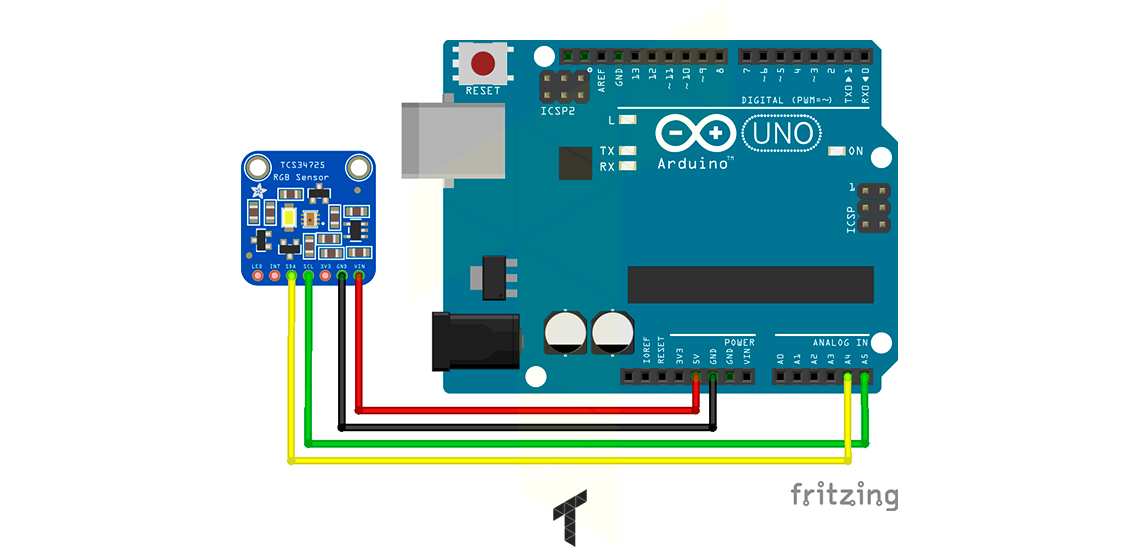 RESET
ICSP2
AREF
GND
13
12
~11
~10
~9
8
7
~6
~5
4
~3
2
TX0▶1
RX0◀0
DIGITAL (PWM=~)
L
TX
RX
Arduino™
UNO
ON
1
ICSP
TCS34725
RGB Sensor
LED INT SDA SCL 3V3 GND VIN
POWER
ANALOG IN
IOREF
RESET
3V3
5V
GND
GND
VIN
A0
A1
A2
A3
A4
A5
fritzing